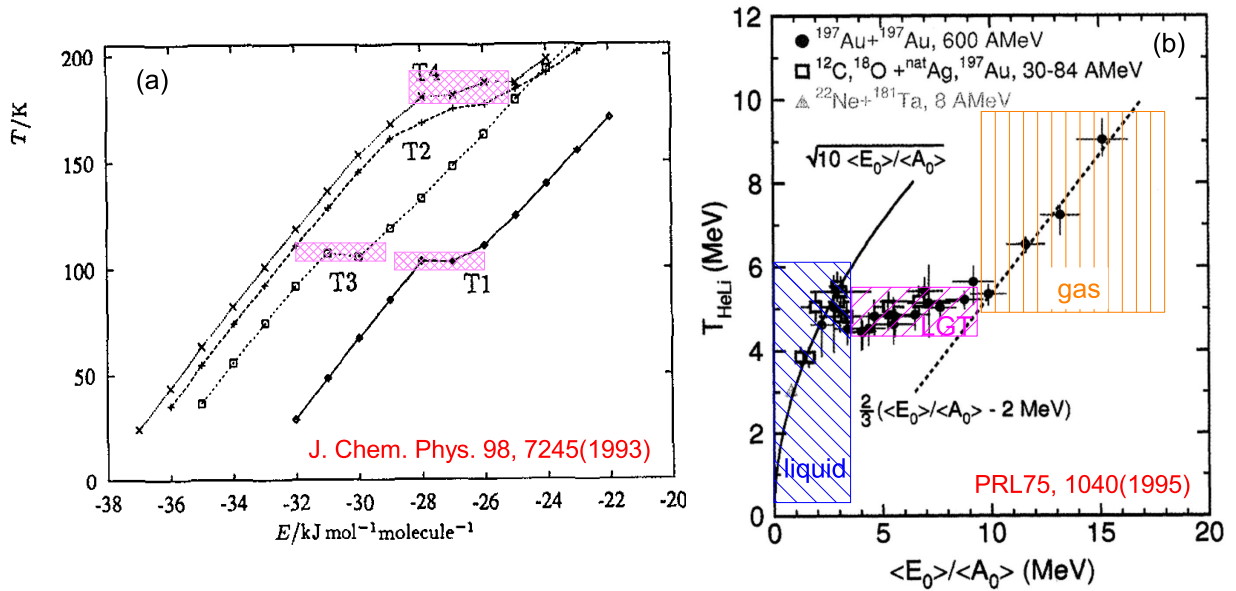 (a)
T/K
200
150
100
50
0
T4
T2
T3
T1
J. Chem. Phys. 98, 7245(1993)
-38 -36 -34 -32 -30 -28 -26 -24 -22 -20
E/kJ mol⁻¹molecule⁻¹
(b)
T_HeLi (MeV)
12
10
8
6
4
2
0
¹⁹⁷Au+¹⁹⁷Au, 600 AMeV
¹²C,¹⁸O +ⁿᵃᵗAg,¹⁹⁷Au, 30-84 AMeV
²²Ne+¹⁸¹Ta, 8 AMeV
√10 <E₀>/<A₀>
gas
LGT
2/3(<E₀>/<A₀> - 2 MeV)
liquid
PRL75, 1040(1995)
0 5 10 15 20
<E₀>/<A₀> (MeV)